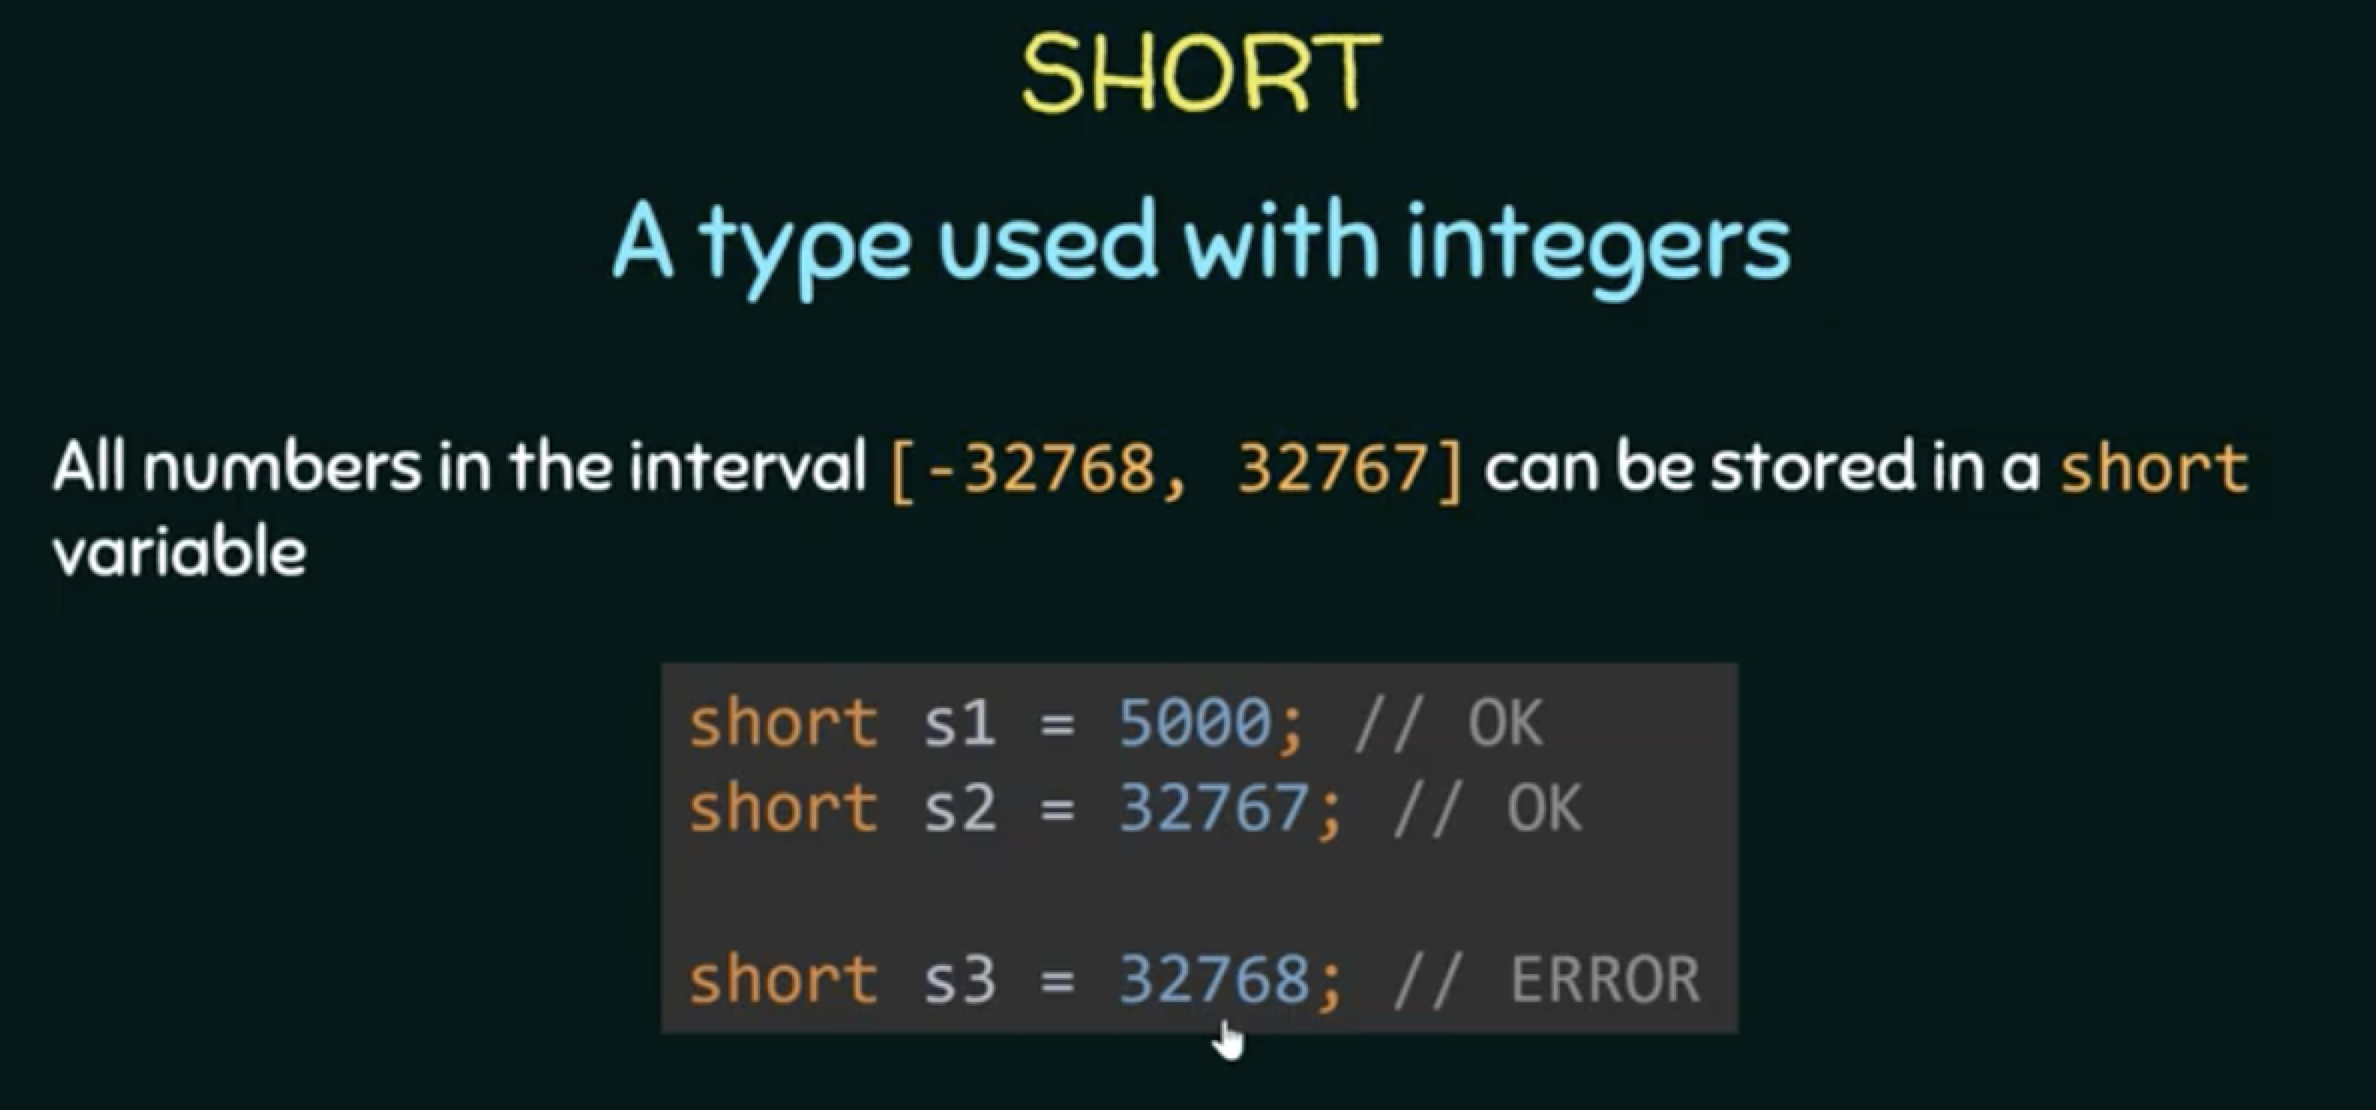 SHORT
A type used with integers
All numbers in the interval [-32768, 32767] can be stored in a short
variable
short s1 = 5000; // OK
short s2 = 32767; // OK
short s3 = 32768; // ERROR